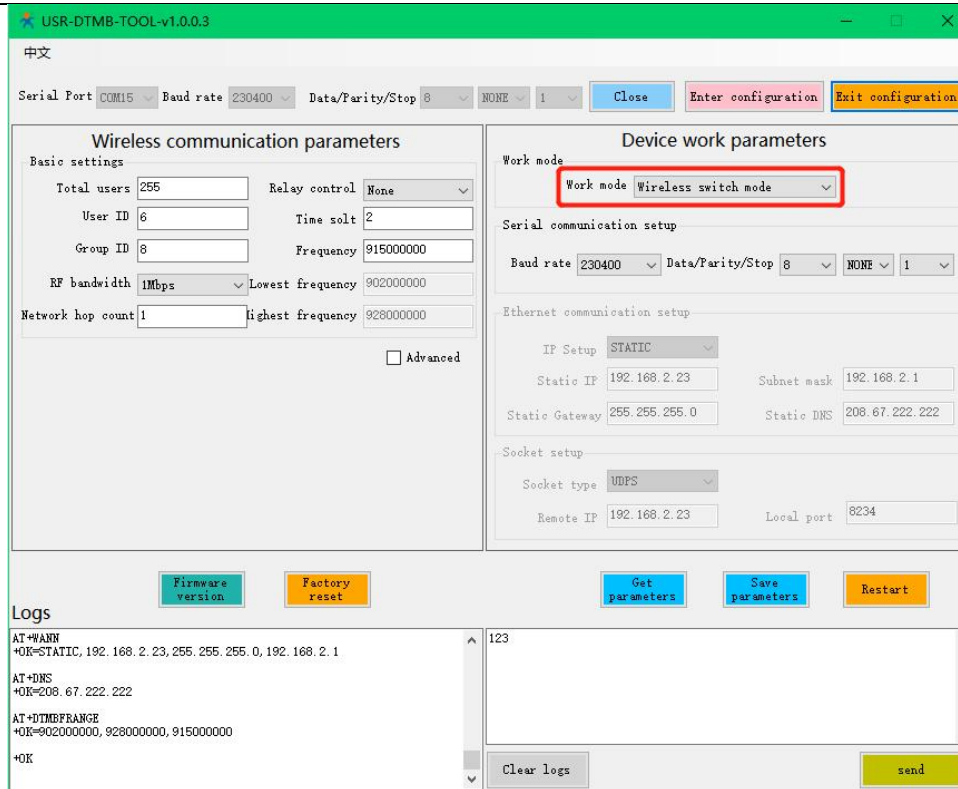 USR-DTMB-TOOL-v1.0.0.3
中文
Serial Port COM15 Baud rate 230400 Data/Parity/Stop 8 NONE 1 Close Enter configuration Exit configuration
Wireless communication parameters
Basic settings
Total users 255 Relay control None
User ID 6 Time solt 2
Group ID 8 Frequency 915000000
RF bandwidth 1Mbps Lowest frequency 902000000
Network hop count 1 Highest frequency 928000000
Advanced
Device work parameters
Work mode
Work mode Wireless switch mode
Serial communication setup
Baud rate 230400 Data/Parity/Stop 8 NONE 1
Ethernet communication setup
IP Setup STATIC
Static IP 192.168.2.23 Subnet mask 192.168.2.1
Static Gateway 255.255.255.0 Static DNS 208.67.222.222
Socket setup
Socket type UDPS
Remote IP 192.168.2.23 Local port 8234
Firmware version Factory reset Get parameters Save parameters Restart
Logs
AT+WANN
+OK=STATIC,192.168.2.23,255.255.255.0,192.168.2.1
AT+DNS
+OK=208.67.222.222
AT+DTMBFRANGE
+OK=902000000,928000000,915000000
+OK
123
Clear logs send